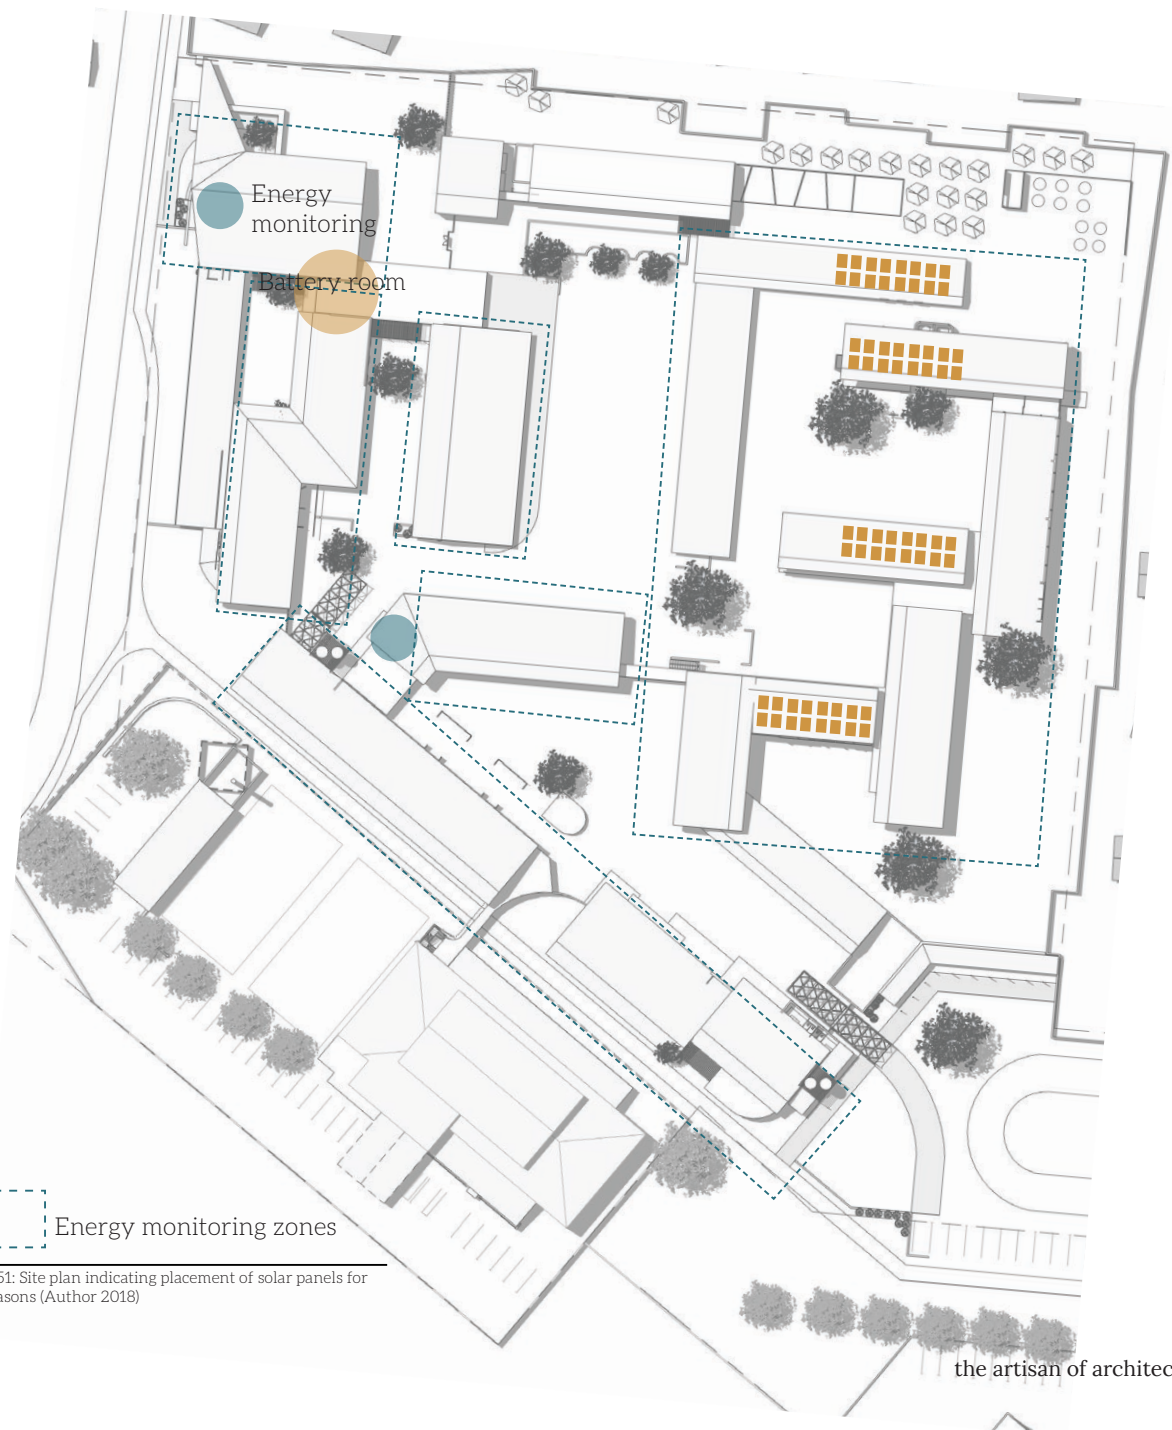 Energy
monitoring
Battery room
Energy monitoring zones
51: Site plan indicating placement of solar panels for
asons (Author 2018)
the artisan of architec